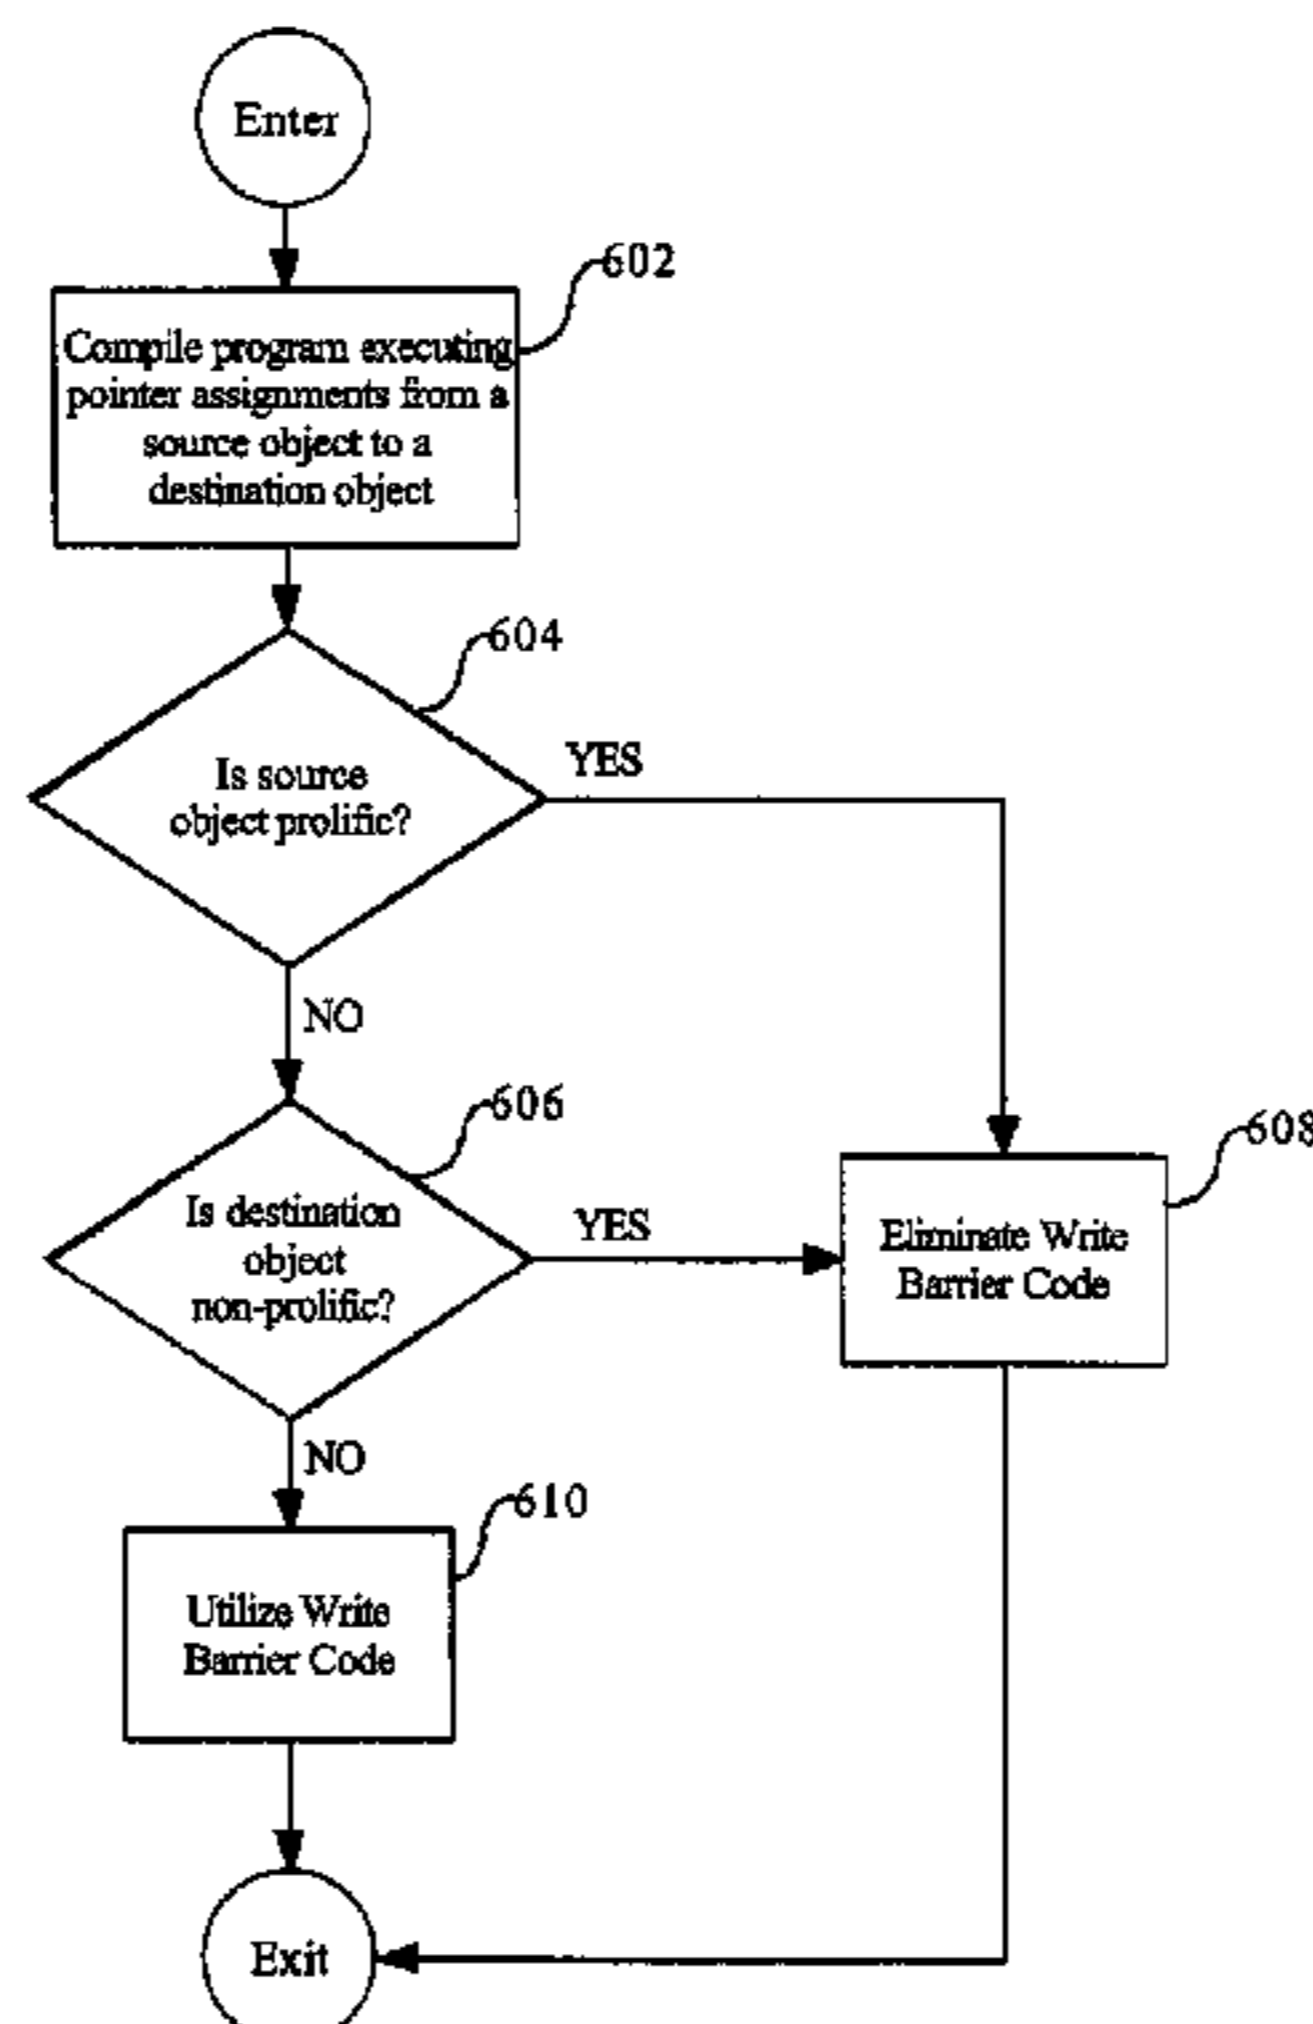 Enter
602
Compile program executing
pointer assignments from a
source object to a
destination object
604
Is source
object prolific?
YES
NO
606
Is destination
object
non-prolific?
YES
608
Eliminate Write
Barrier Code
NO
610
Utilize Write
Barrier Code
Exit